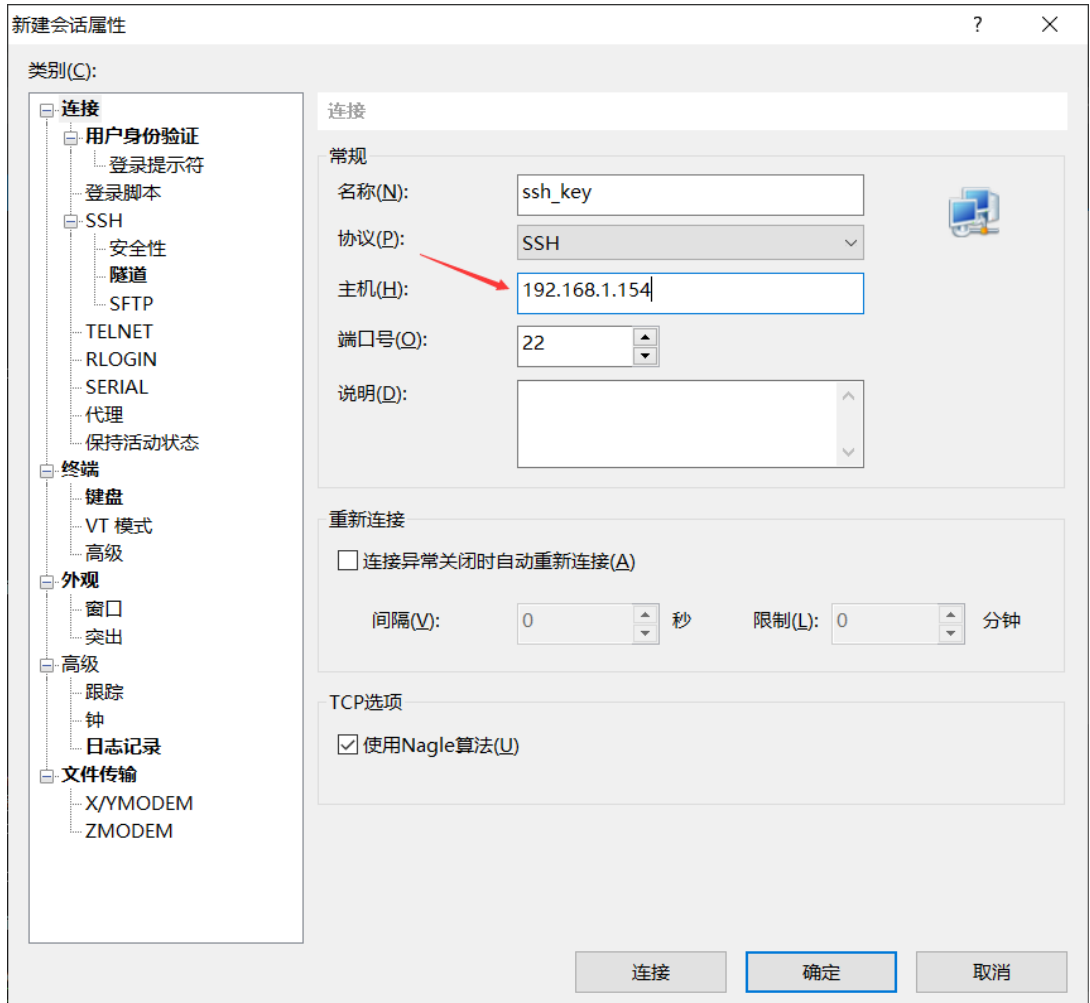 新建会话属性
?
类别(C):
连接
用户身份验证
登录提示符
登录脚本
SSH
安全性
隧道
SFTP
TELNET
RLOGIN
SERIAL
代理
保持活动状态
终端
键盘
VT 模式
高级
外观
窗口
突出
高级
跟踪
钟
日志记录
文件传输
X/YMODEM
ZMODEM
连接
常规
名称(N): ssh_key
协议(P): SSH
主机(H): 192.168.1.154
端口号(O): 22
说明(D):
重新连接
连接异常关闭时自动重新连接(A)
间隔(V): 0 秒 限制(L): 0 分钟
TCP选项
使用Nagle算法(U)
连接 确定 取消